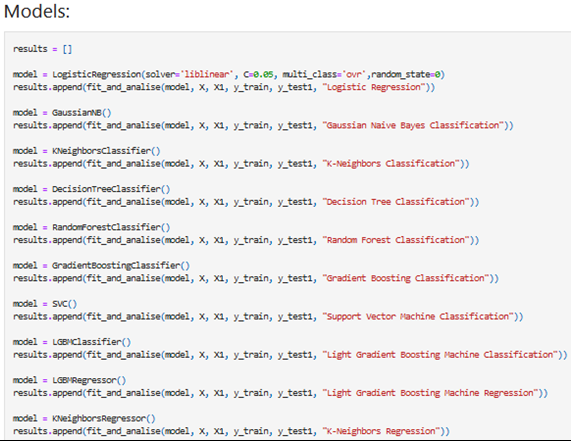 Models:
results = []
model = LogisticRegression(solver='liblinear', C=0.05, multi_class='ovr',random_state=0)
results.append(fit_and_analise(model, X, X1, y_train, y_test1, "Logistic Regression"))
model = GaussianNB()
results.append(fit_and_analise(model, X, X1, y_train, y_test1, "Gaussian Naive Bayes Classification"))
model = KNeighborsClassifier()
results.append(fit_and_analise(model, X, X1, y_train, y_test1, "K-Neighbors Classification"))
model = DecisionTreeClassifier()
results.append(fit_and_analise(model, X, X1, y_train, y_test1, "Decision Tree Classification"))
model = RandomForestClassifier()
results.append(fit_and_analise(model, X, X1, y_train, y_test1, "Random Forest Classification"))
model = GradientBoostingClassifier()
results.append(fit_and_analise(model, X, X1, y_train, y_test1, "Gradient Boosting Classification"))
model = SVC()
results.append(fit_and_analise(model, X, X1, y_train, y_test1, "Support Vector Machine Classification"))
model = LGBMClassifier()
results.append(fit_and_analise(model, X, X1, y_train, y_test1, "Light Gradient Boosting Machine Classification"))
model = LGBMRegressor()
results.append(fit_and_analise(model, X, X1, y_train, y_test1, "Light Gradient Boosting Machine Regression"))
model = KNeighborsRegressor()
results.append(fit_and_analise(model, X, X1, y_train, y_test1, "K-Neighbors Regression"))